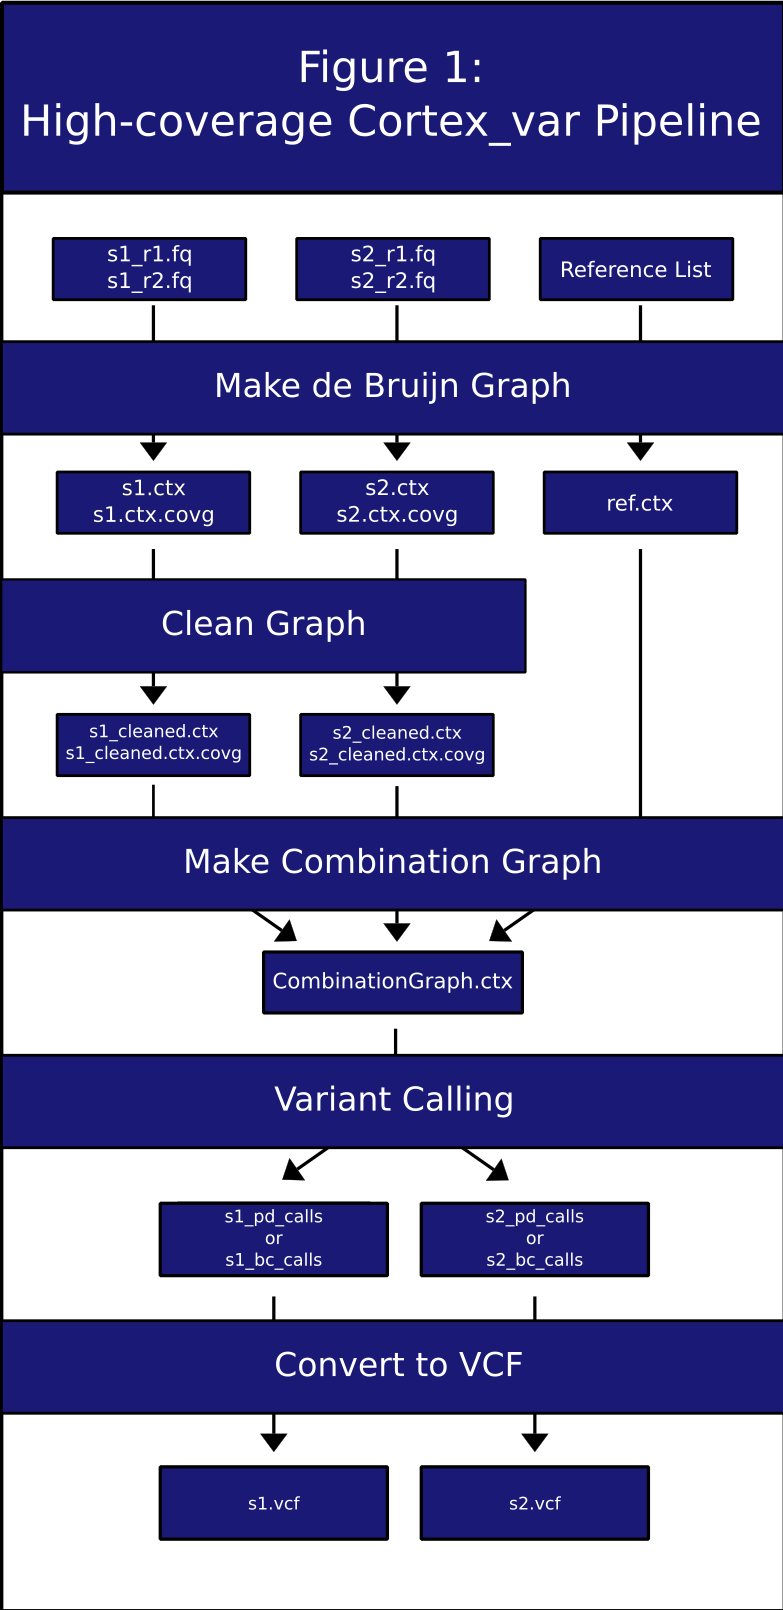 Figure 1:
High-coverage Cortex_var Pipeline
s1_r1.fq
s1_r2.fq
s2_r1.fq
s2_r2.fq
Reference List
Make de Bruijn Graph
s1.ctx
s1.ctx.covg
s2.ctx
s2.ctx.covg
ref.ctx
Clean Graph
s1_cleaned.ctx
s1_cleaned.ctx.covg
s2_cleaned.ctx
s2_cleaned.ctx.covg
Make Combination Graph
CombinationGraph.ctx
Variant Calling
s1_pd_calls
or
s1_bc_calls
s2_pd_calls
or
s2_bc_calls
Convert to VCF
s1.vcf
s2.vcf